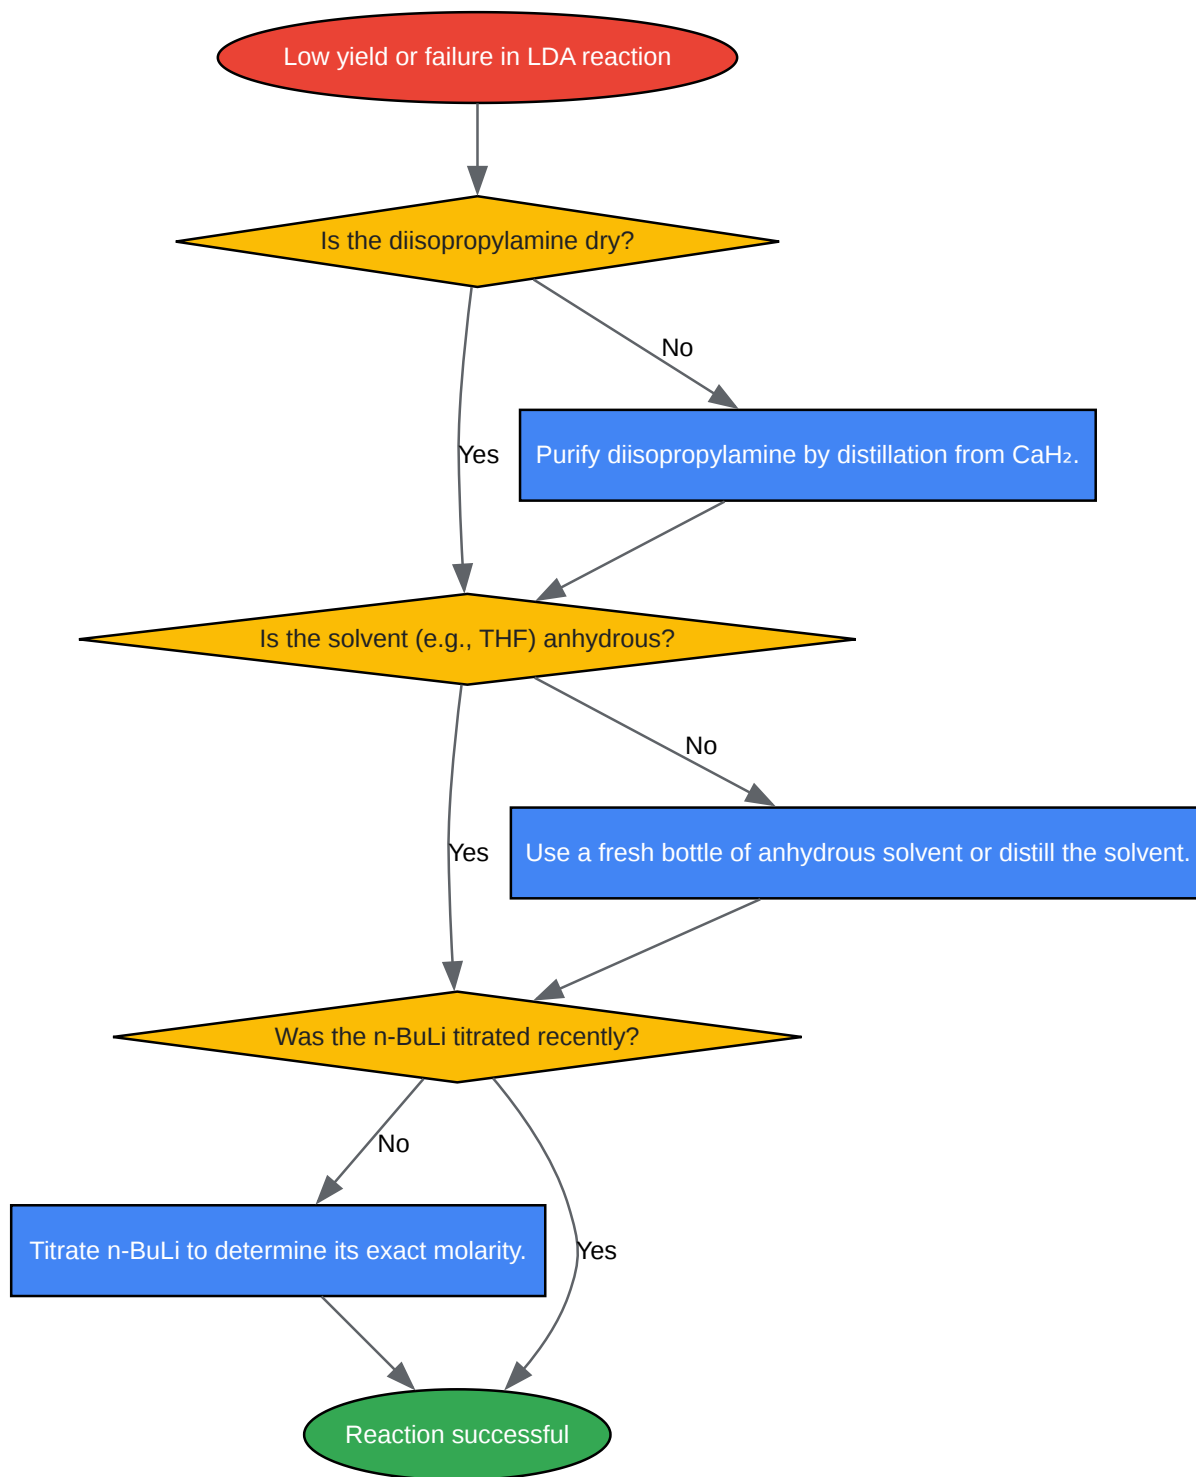 Low yield or failure in LDA reaction
Is the diisopropylamine dry?
No
Yes
Purify diisopropylamine by distillation from CaH₂.
Is the solvent (e.g., THF) anhydrous?
No
Yes
Use a fresh bottle of anhydrous solvent or distill the solvent.
Was the n-BuLi titrated recently?
No
Titrate n-BuLi to determine its exact molarity.
Yes
Reaction successful